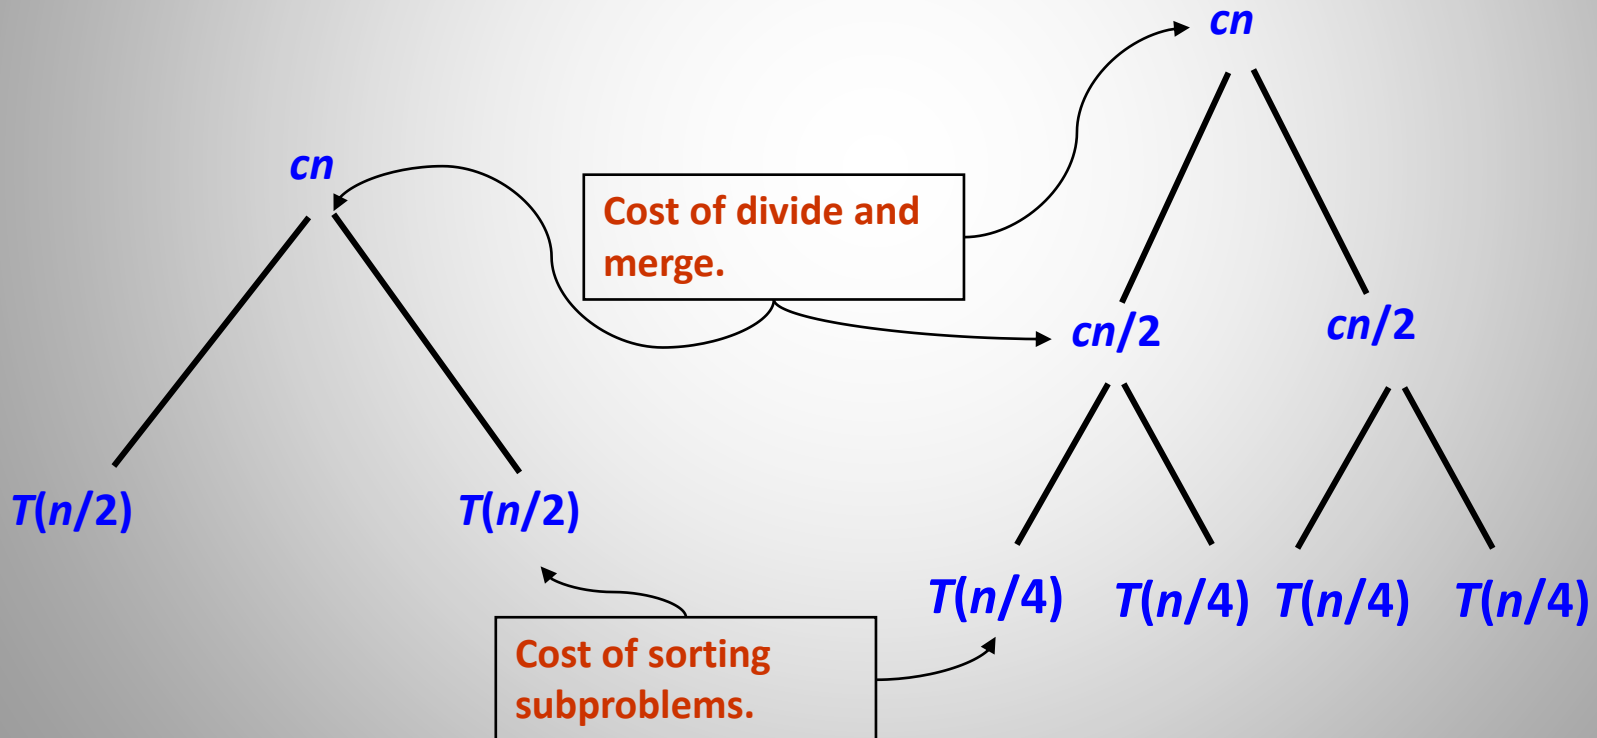 cn
cn
Cost of divide and
merge.
cn/2
cn/2
T(n/2)
T(n/2)
T(n/4)
T(n/4)
T(n/4)
T(n/4)
Cost of sorting
subproblems.